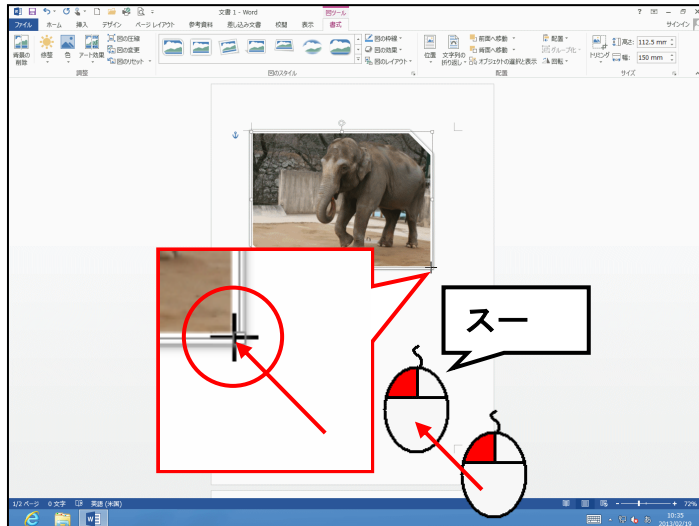 文書 1 - Word
図ツール
サインイン
ファイル ホーム 挿入 デザイン ページ レイアウト 参考資料 差し込み文書 校閲 表示 書式
背景の
削除
修整
色
アート効果
図の圧縮
図の変更
図のリセット
調整
図のスタイル
図の枠線
図の効果
図のレイアウト
位置
文字列の
折り返し
前面へ移動
背面へ移動
オブジェクトの選択と表示
配置
グループ化
回転
配置
トリミング
高さ: 112.5 mm
幅: 150 mm
サイズ
スー
1/2 ページ 0 文字 英語 (米国)
72%
あ
10:35
2013/02/19